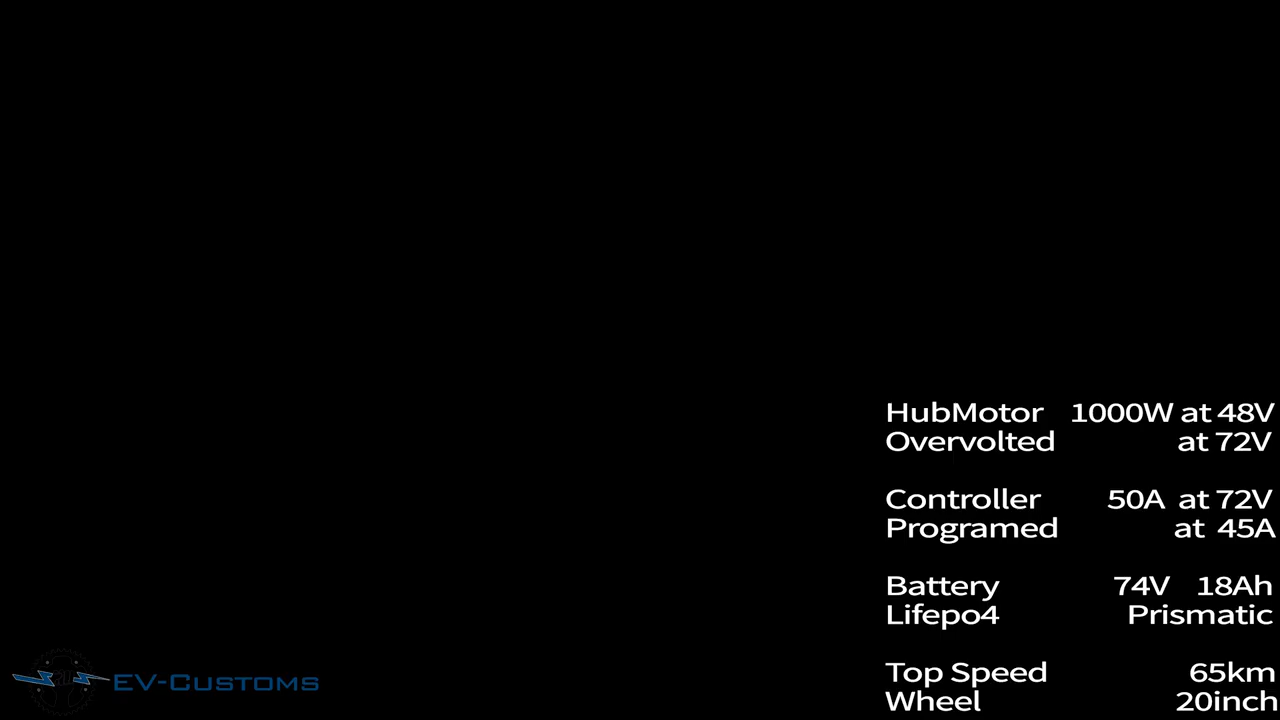 HubMotor 1000W at 48V
Overvolted at 72V
Controller 50A at 72V
Programed at 45A
Battery 74V 18Ah
Lifepo4 Prismatic
Top Speed 65km
Wheel 20inch
EV-Customs